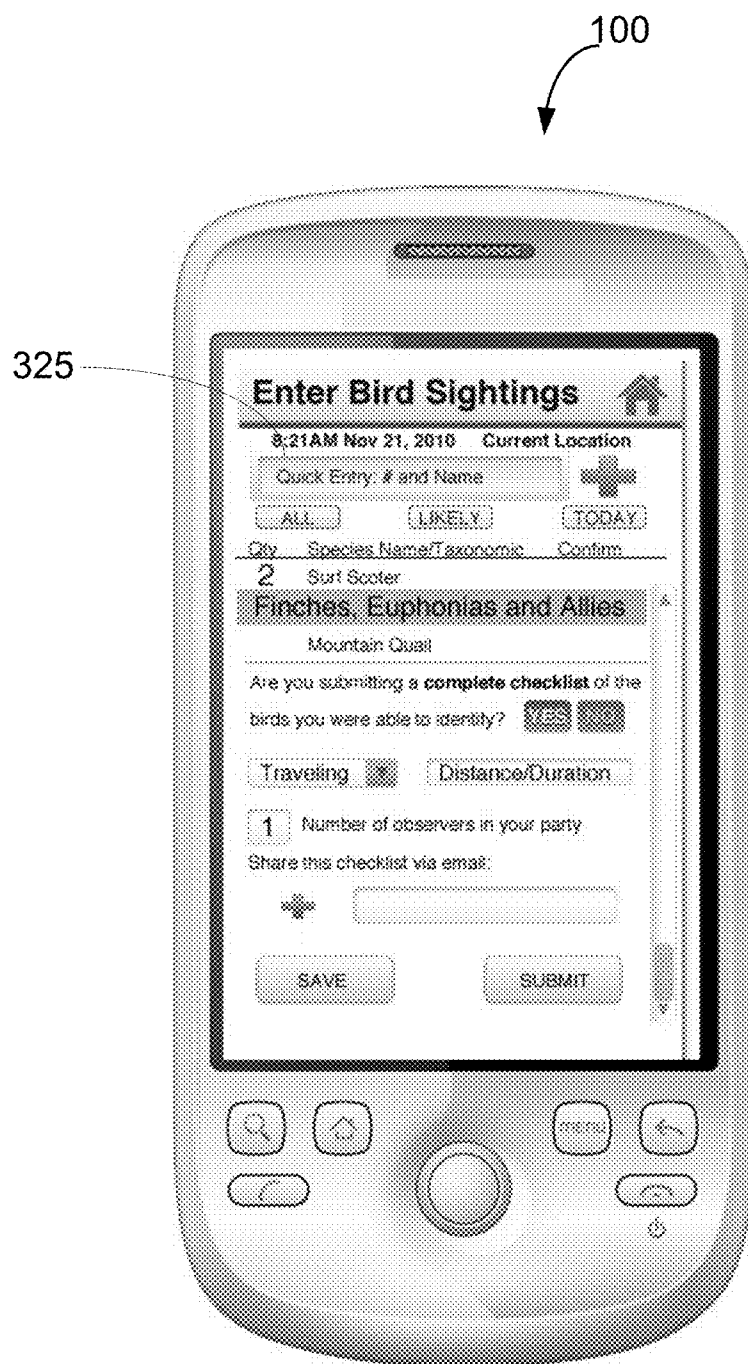 100
325
Enter Bird Sightings
8:21AM Nov 21, 2010 Current Location
Quick Entry: # and Name
ALL LIKELY TODAY
Qty Species Name/Taxonomic Confirm
2 Surf Scoter
Finches, Euphonias and Allies
Mountain Quail
Are you submitting a complete checklist of the
birds you were able to identify? YES NO
Traveling Distance/Duration
1 Number of observers in your party
Share this checklist via email:
SAVE SUBMIT
MENU